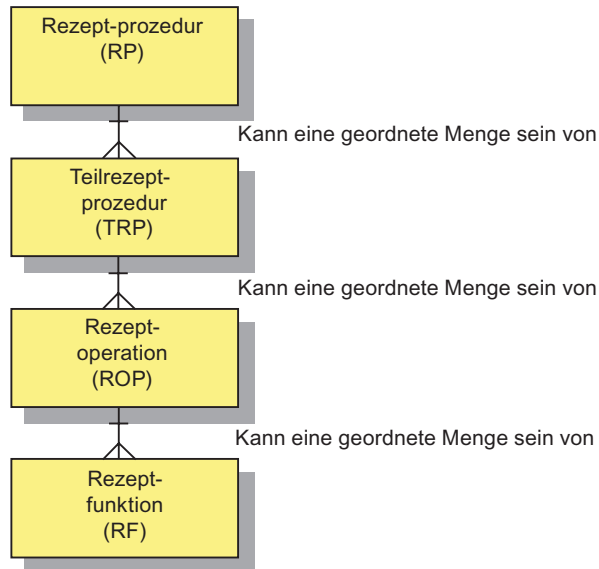 Rezept-prozedur
(RP)
Kann eine geordnete Menge sein von
Teilrezept-
prozedur
(TRP)
Kann eine geordnete Menge sein von
Rezept-
operation
(ROP)
Kann eine geordnete Menge sein von
Rezept-
funktion
(RF)